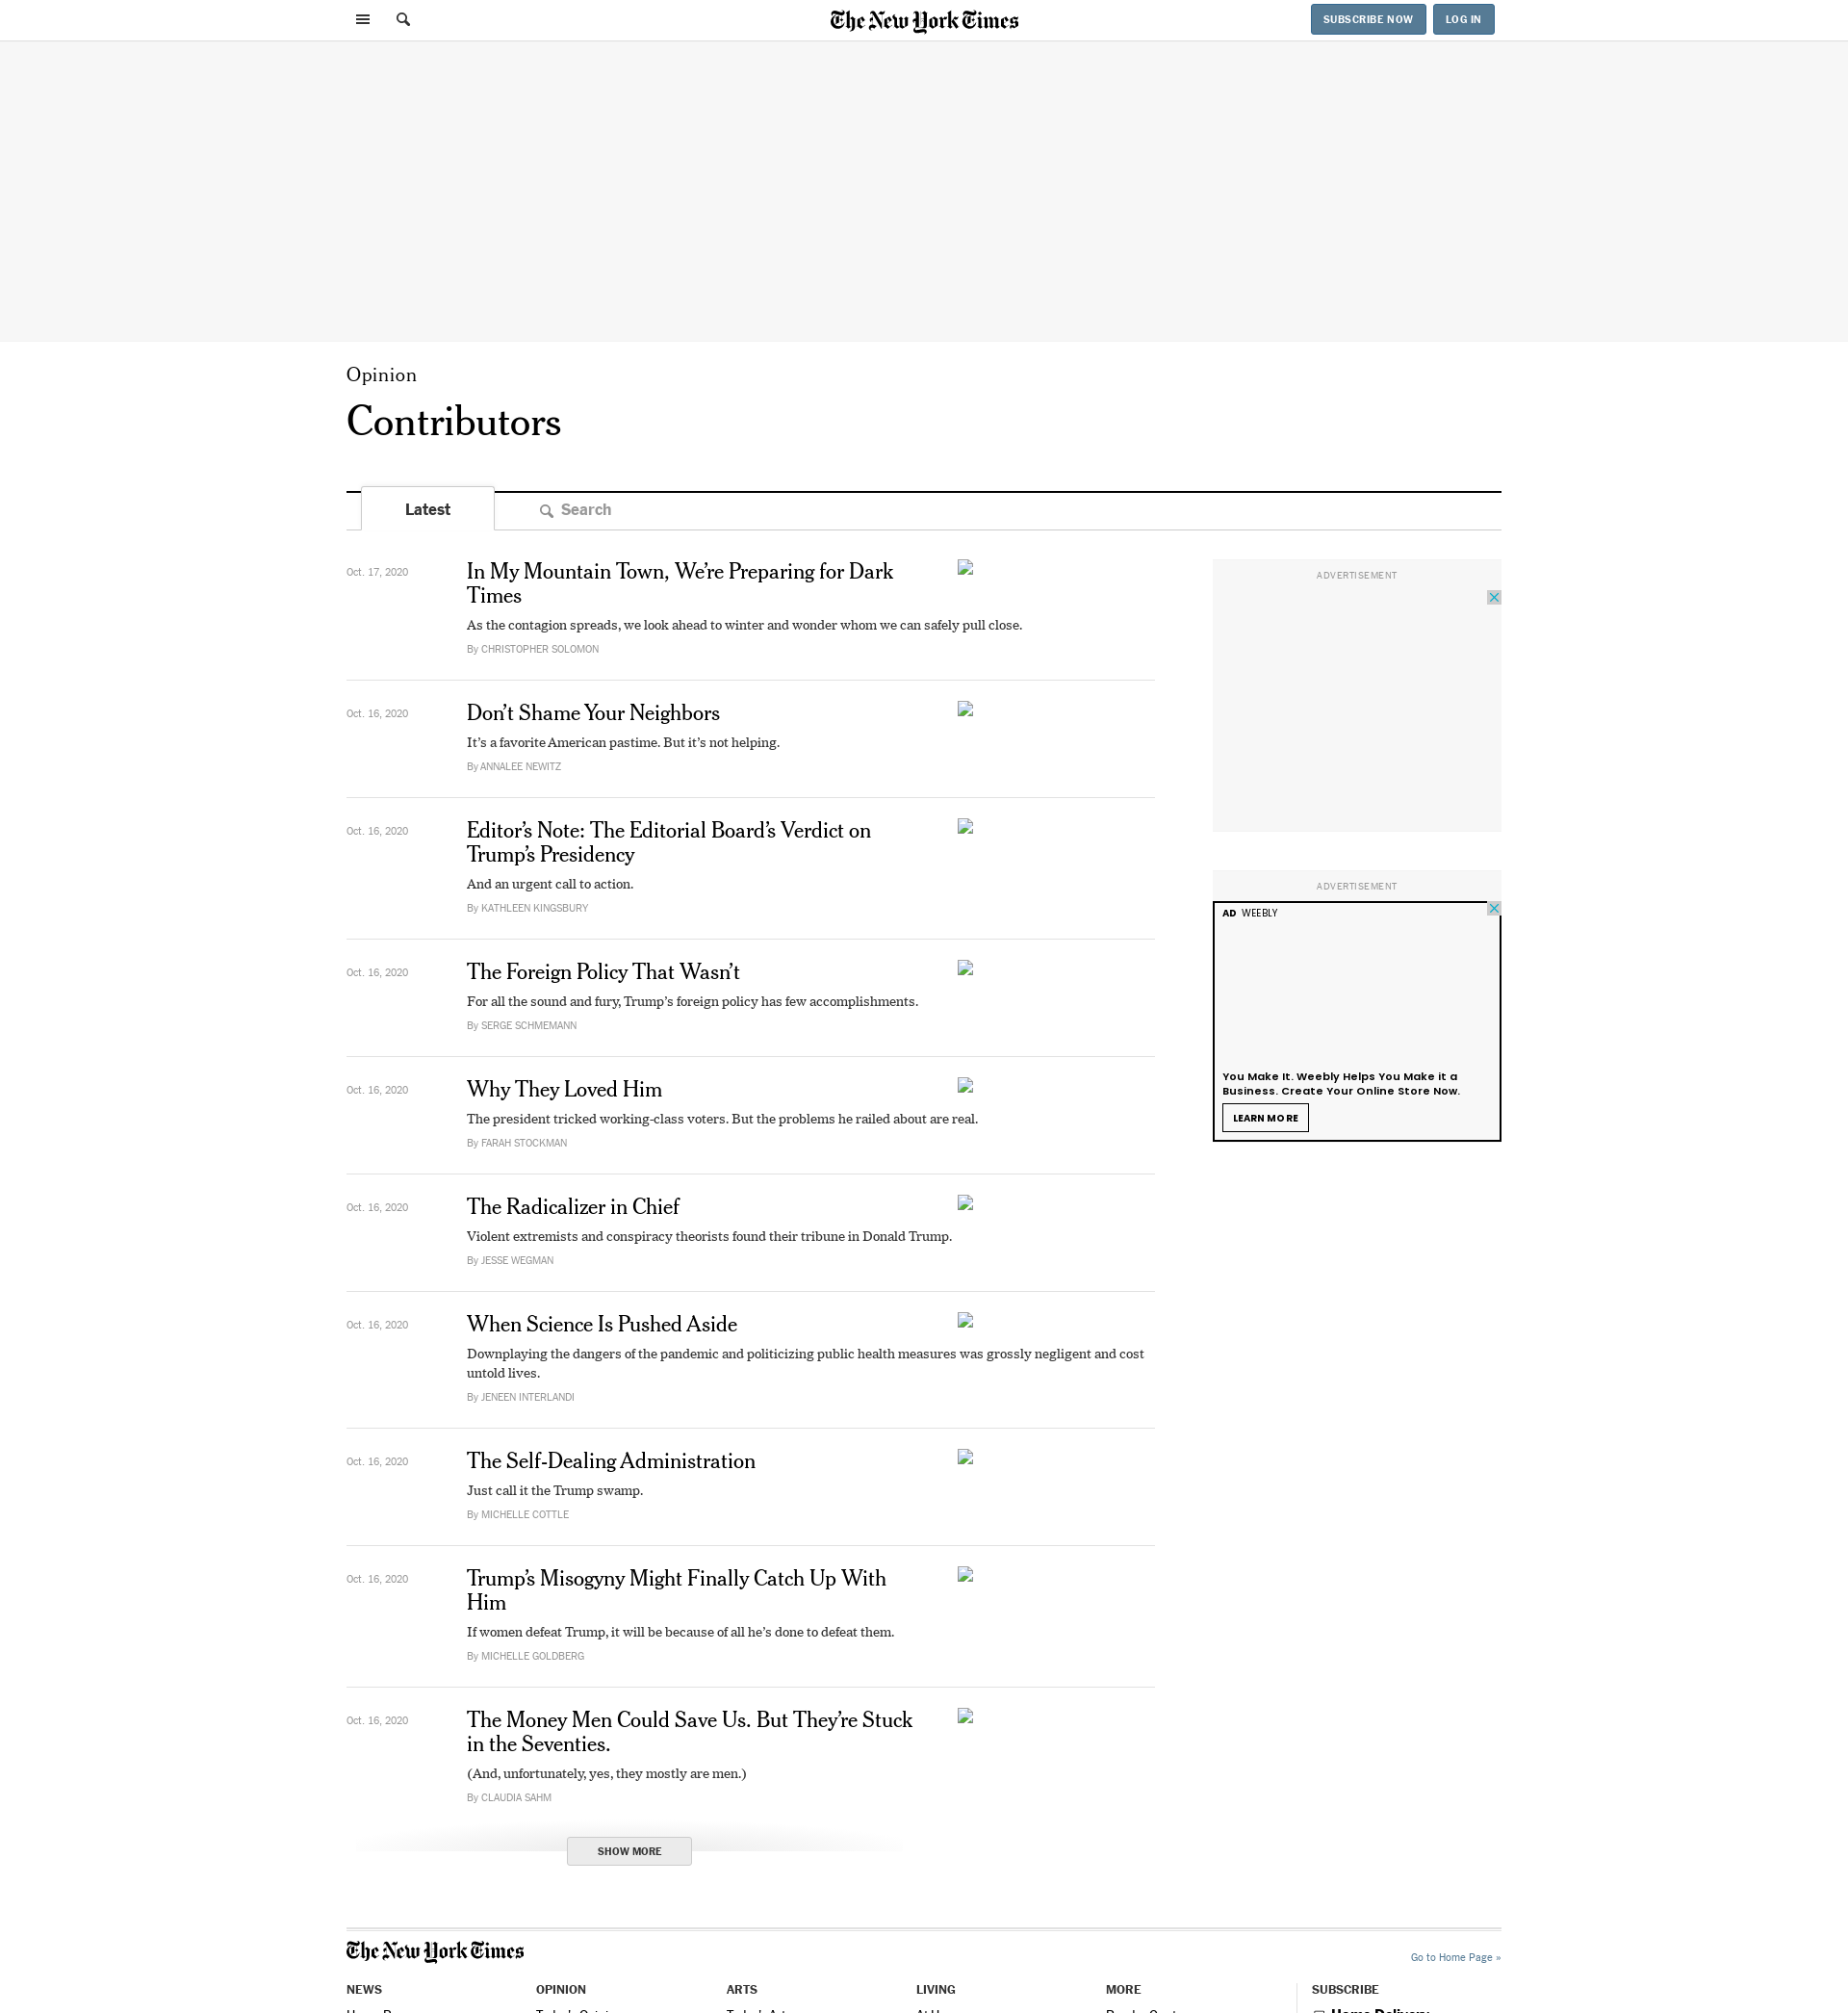 The New York Times
SUBSCRIBE NOW
LOG IN
Opinion
Contributors
Latest
Search
Oct. 17, 2020
In My Mountain Town, We’re Preparing for Dark
Times
As the contagion spreads, we look ahead to winter and wonder whom we can safely pull close.
By CHRISTOPHER SOLOMON
Oct. 16, 2020
Don’t Shame Your Neighbors
It’s a favorite American pastime. But it’s not helping.
By ANNALEE NEWITZ
Oct. 16, 2020
Editor’s Note: The Editorial Board’s Verdict on
Trump’s Presidency
And an urgent call to action.
By KATHLEEN KINGSBURY
Oct. 16, 2020
The Foreign Policy That Wasn’t
For all the sound and fury, Trump’s foreign policy has few accomplishments.
By SERGE SCHMEMANN
Oct. 16, 2020
Why They Loved Him
The president tricked working-class voters. But the problems he railed about are real.
By FARAH STOCKMAN
Oct. 16, 2020
The Radicalizer in Chief
Violent extremists and conspiracy theorists found their tribune in Donald Trump.
By JESSE WEGMAN
Oct. 16, 2020
When Science Is Pushed Aside
Downplaying the dangers of the pandemic and politicizing public health measures was grossly negligent and cost
untold lives.
By JENEEN INTERLANDI
Oct. 16, 2020
The Self-Dealing Administration
Just call it the Trump swamp.
By MICHELLE COTTLE
Oct. 16, 2020
Trump’s Misogyny Might Finally Catch Up With
Him
If women defeat Trump, it will be because of all he’s done to defeat them.
By MICHELLE GOLDBERG
Oct. 16, 2020
The Money Men Could Save Us. But They’re Stuck
in the Seventies.
(And, unfortunately, yes, they mostly are men.)
By CLAUDIA SAHM
SHOW MORE
ADVERTISEMENT
ADVERTISEMENT
AD WEEBLY
You Make It. Weebly Helps You Make it a
Business. Create Your Online Store Now.
LEARN MORE
The New York Times
Go to Home Page »
NEWS
OPINION
ARTS
LIVING
MORE
SUBSCRIBE
Home Delivery